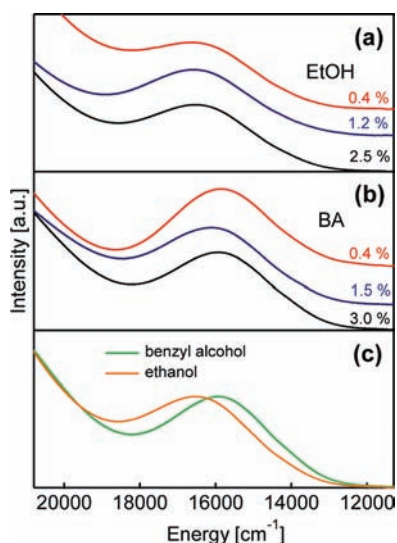 (a)
EtOH
0.4 %
1.2 %
2.5 %
(b)
BA
0.4 %
1.5 %
3.0 %
(c)
benzyl alcohol
ethanol
Intensity [a.u.]
20000 18000 16000 14000 12000
Energy [cm⁻¹]